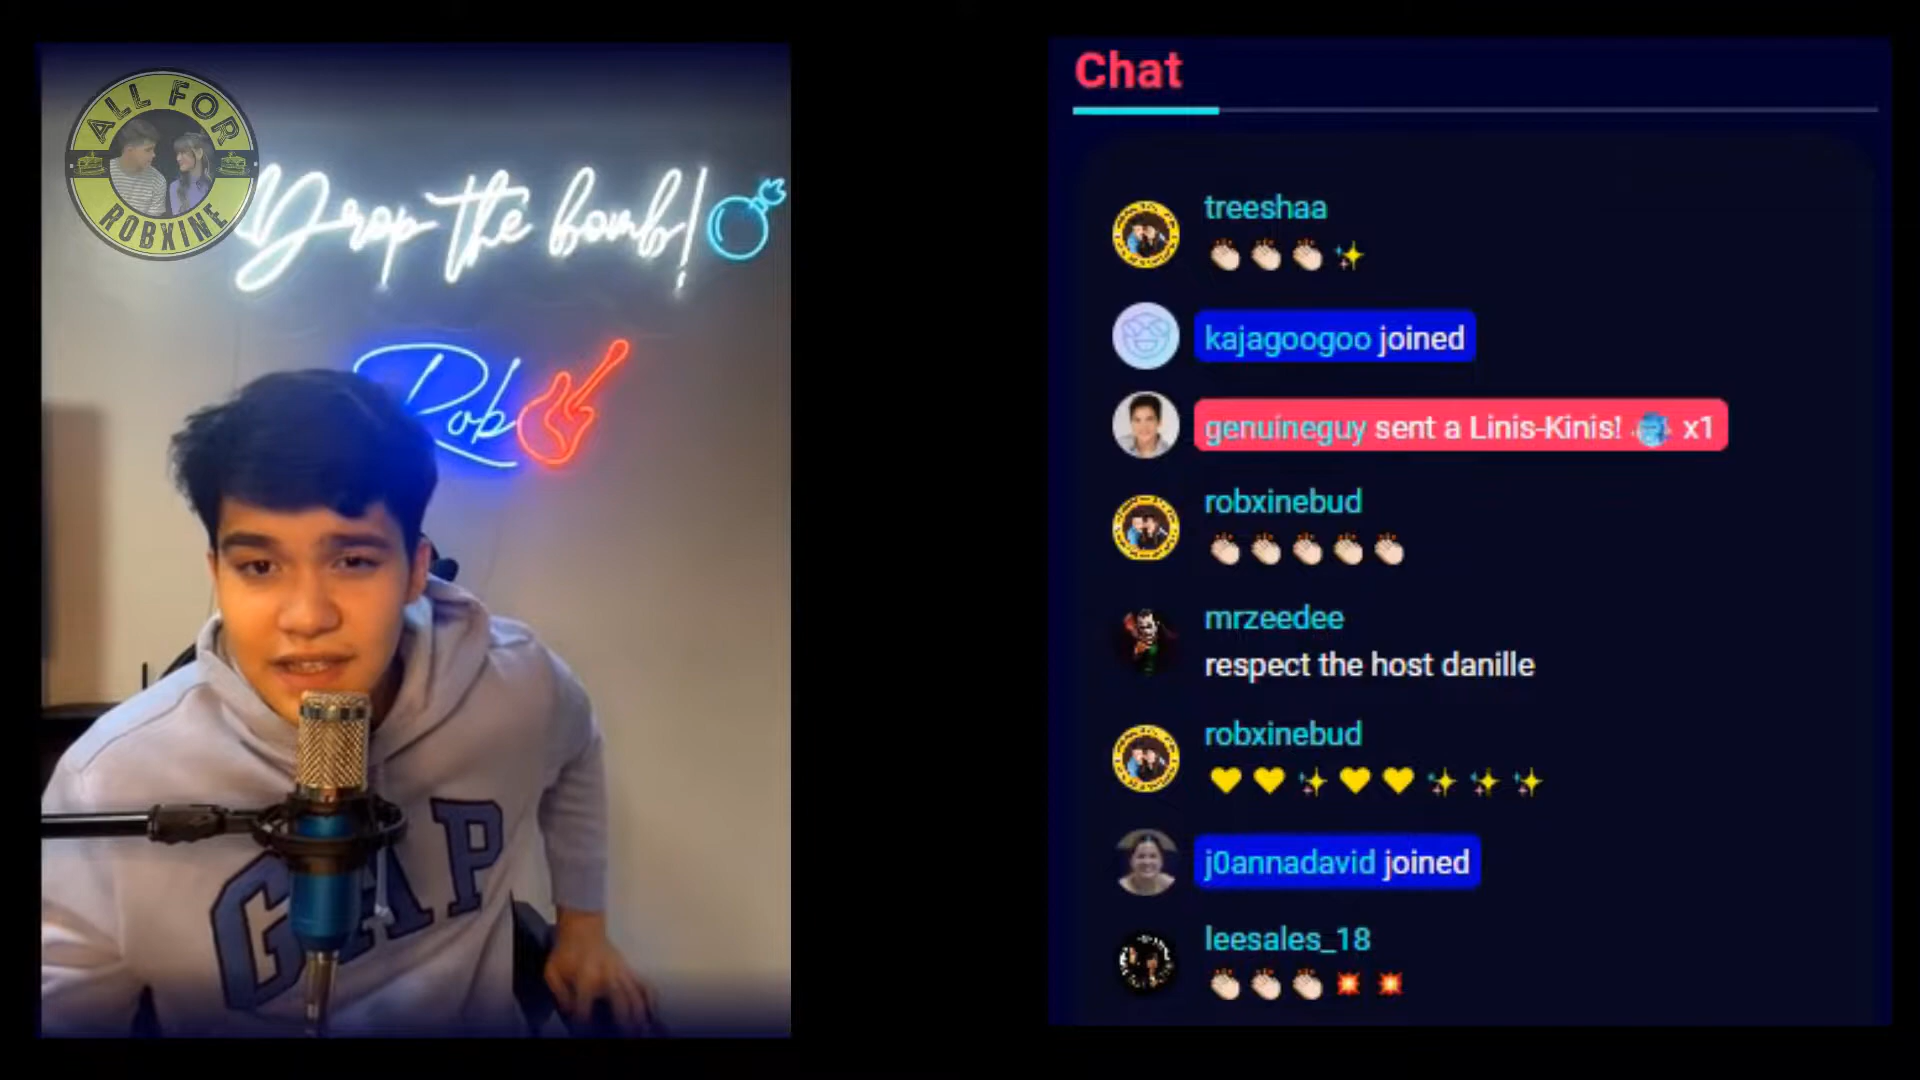 ALL FOR
ROBXINE
Drop the bomb!
Rob
GAP
Chat
treeshaa
👏🏻👏🏻👏🏻✨
kajagoogoo joined
genuineguy sent a Linis-Kinis! x1
robxinebud
👏🏻👏🏻👏🏻👏🏻👏🏻
mrzeedee
respect the host danille
robxinebud
💛💛✨💛💛✨✨✨
j0annadavid joined
leesales_18
👏🏻👏🏻👏🏻💥💥